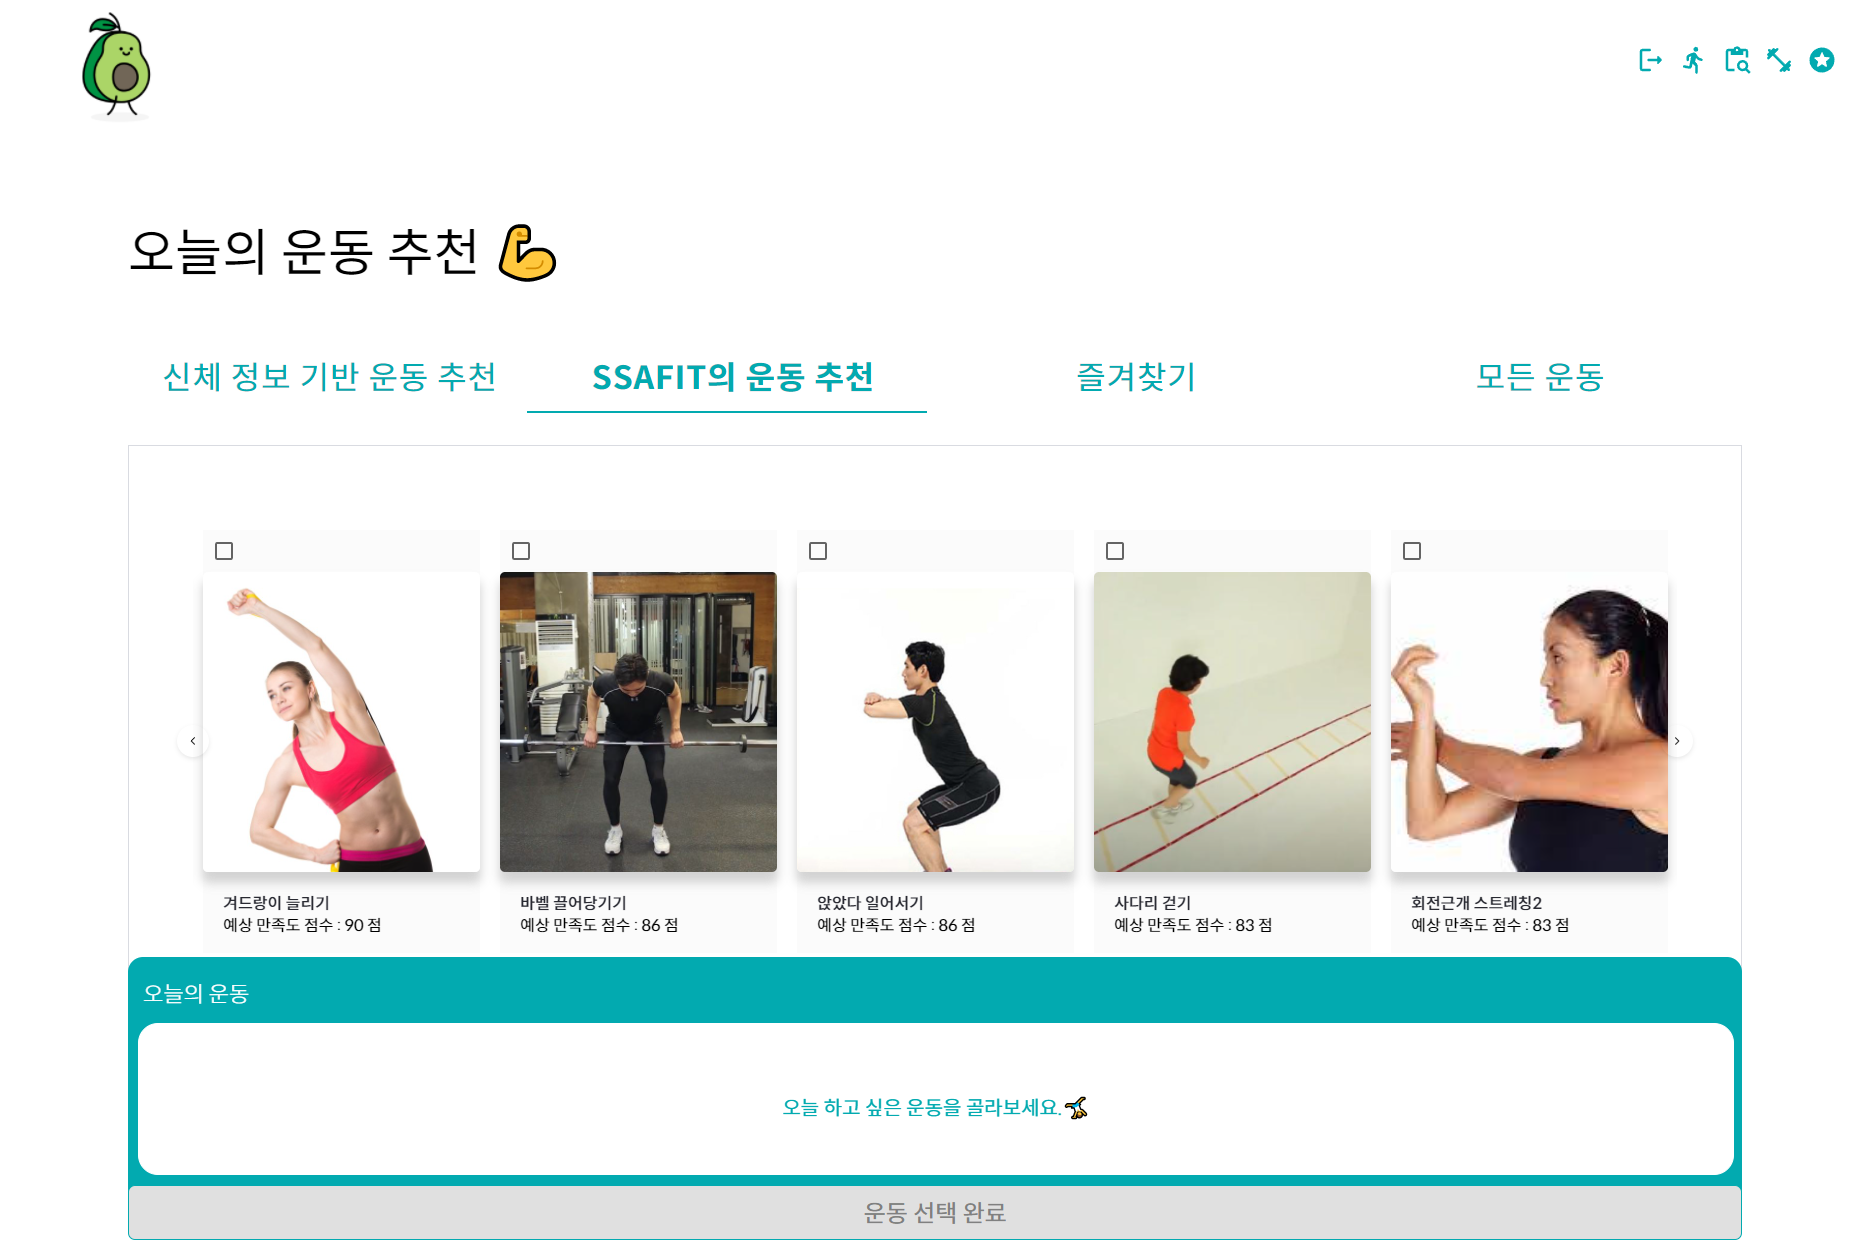 오늘의 운동 추천 💪
신체 정보 기반 운동 추천
SSAFIT의 운동 추천
즐겨찾기
모든 운동
겨드랑이 늘리기
예상 만족도 점수 : 90 점
바벨 끌어당기기
예상 만족도 점수 : 86 점
앉았다 일어서기
예상 만족도 점수 : 86 점
사다리 걷기
예상 만족도 점수 : 83 점
회전근개 스트레칭2
예상 만족도 점수 : 83 점
오늘의 운동
오늘 하고 싶은 운동을 골라보세요.🤸
운동 선택 완료